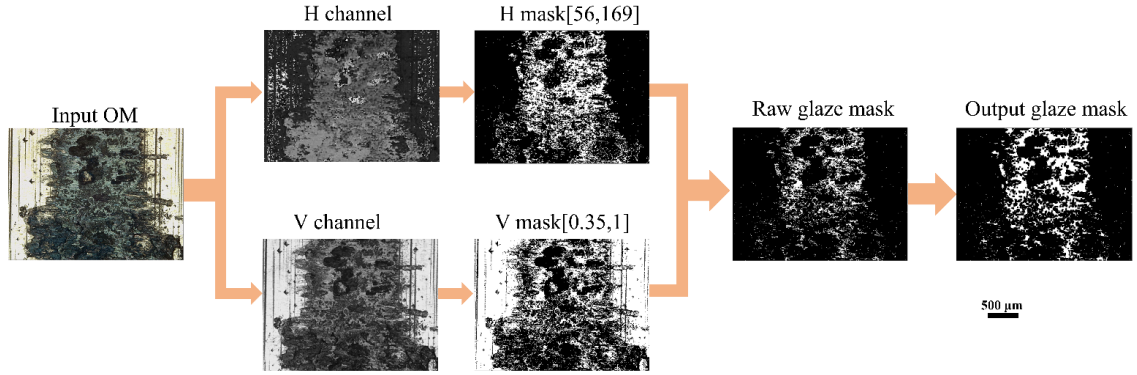 H channel
H mask[56,169]
Input OM
Raw glaze mask
Output glaze mask
V channel
V mask[0.35,1]
500 μm